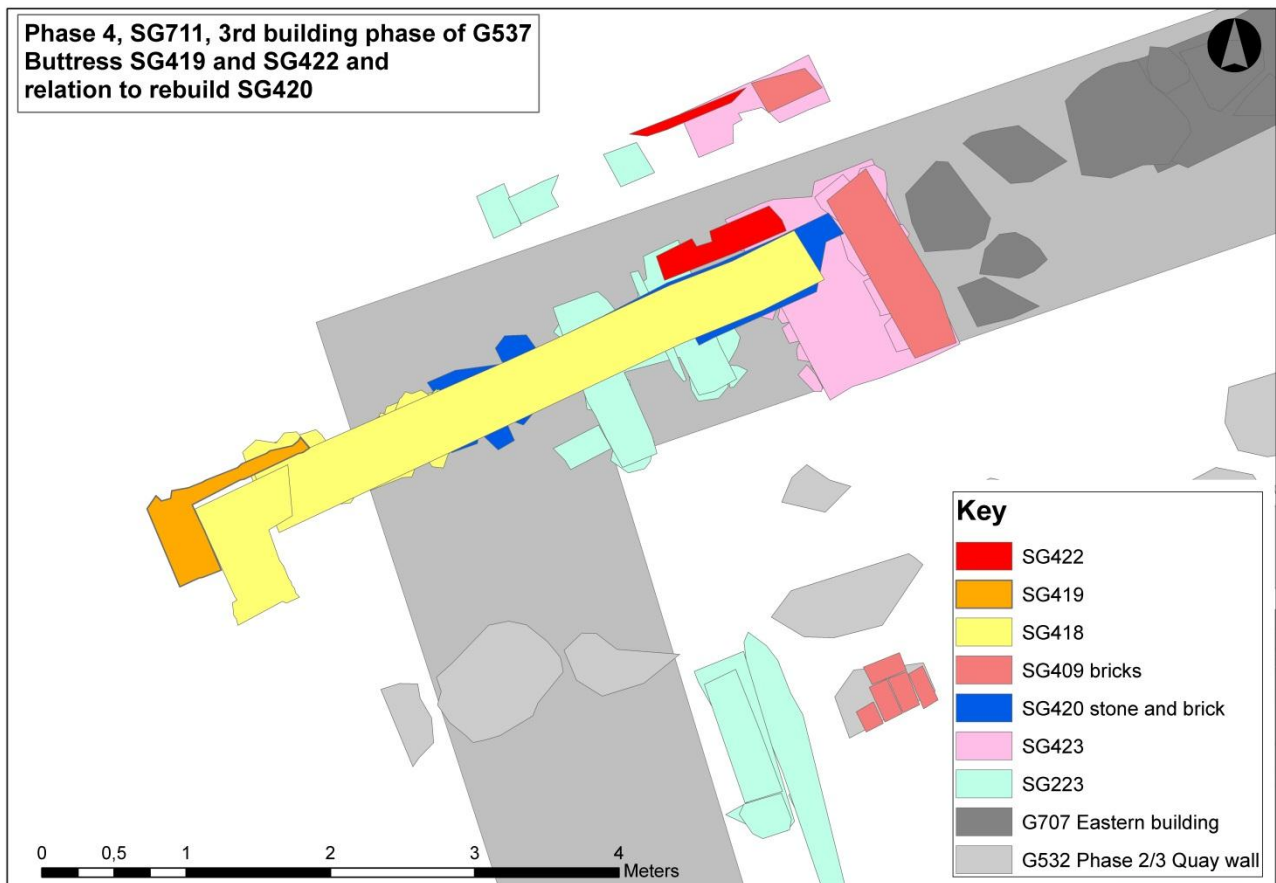 Phase 4, SG711, 3rd building phase of G537
Buttress SG419 and SG422 and
relation to rebuild SG420
Key
SG422
SG419
SG418
SG409 bricks
SG420 stone and brick
SG423
SG223
G707 Eastern building
G532 Phase 2/3 Quay wall
0 0,5 1 2 3 4
Meters